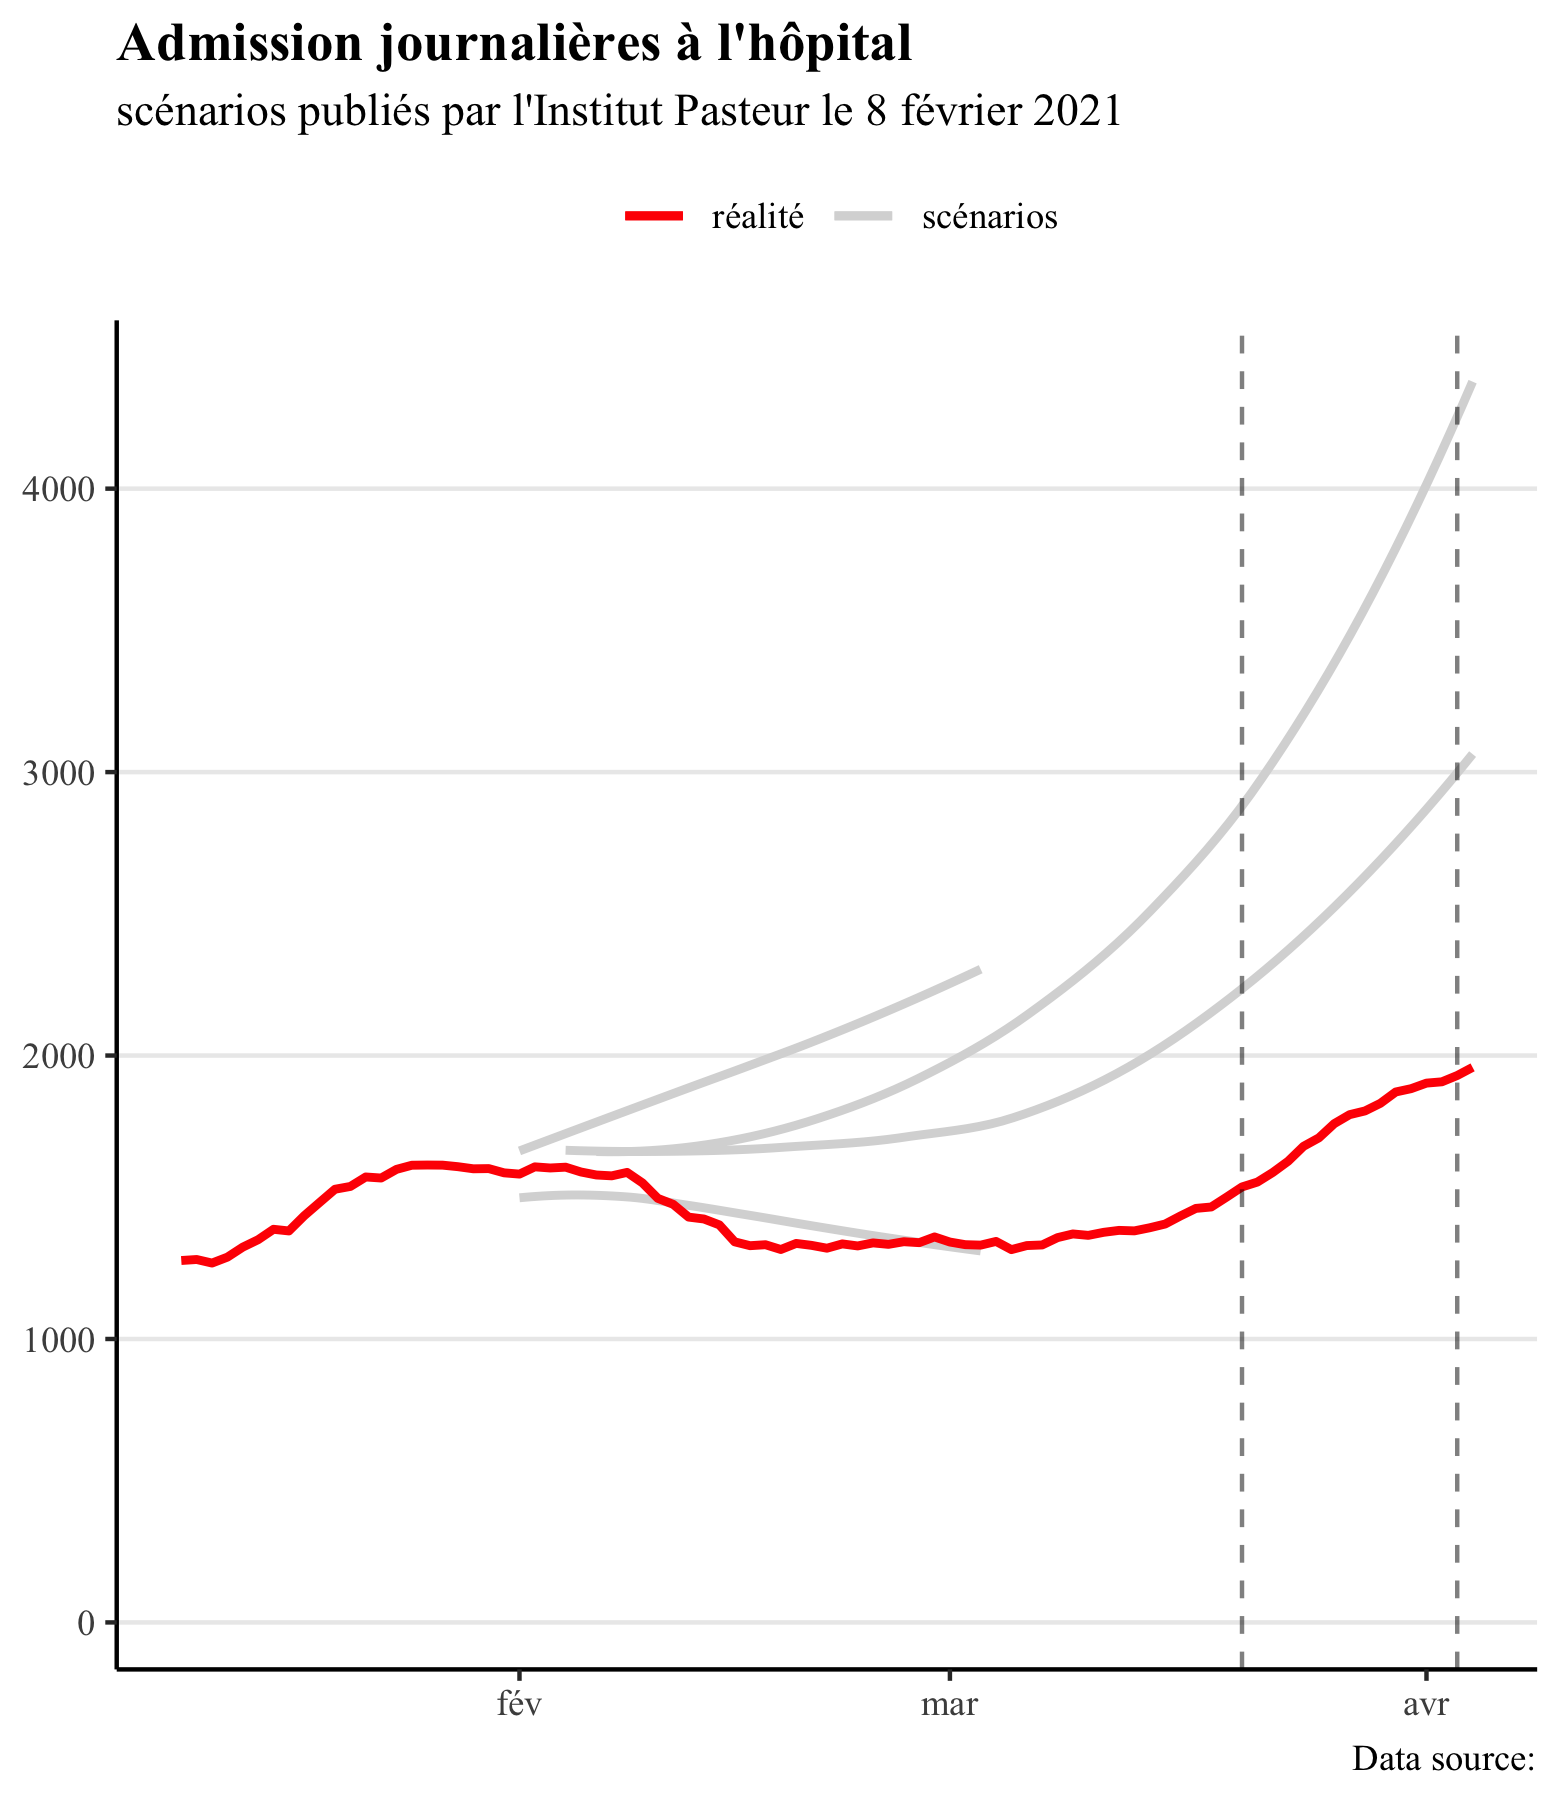 Admission journalières à l'hôpital
scénarios publiés par l'Institut Pasteur le 8 février 2021
réalité scénarios
4000
3000
2000
1000
0
fév mar avr
Data source: